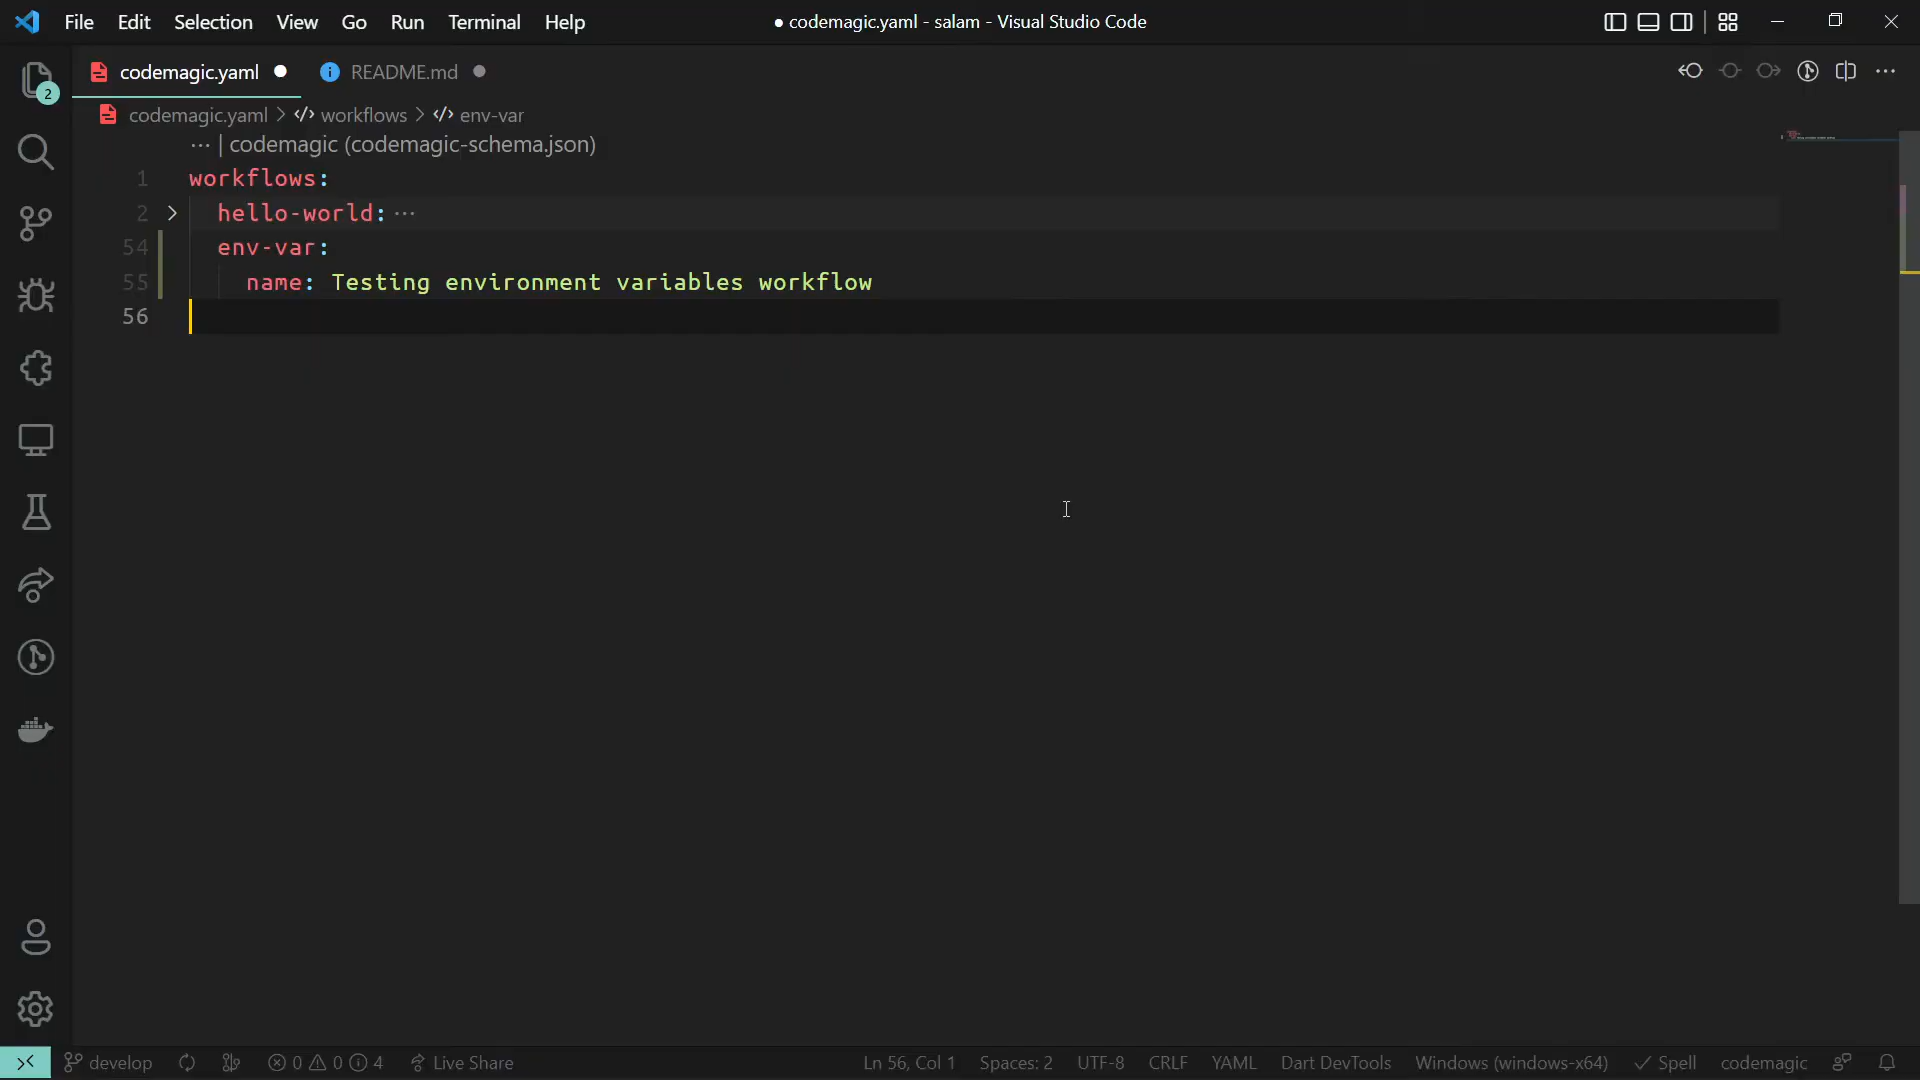 File Edit Selection View Go Run Terminal Help
● codemagic.yaml - salam - Visual Studio Code
codemagic.yaml README.md
2
codemagic.yaml > workflows > env-var
... | codemagic (codemagic-schema.json)
1 workflows:
2 hello-world: ...
54 env-var:
55 name: Testing environment variables workflow
56
develop 0 0 4 Live Share Ln 56, Col 1 Spaces: 2 UTF-8 CRLF YAML Dart DevTools Windows (windows-x64) Spell codemagic